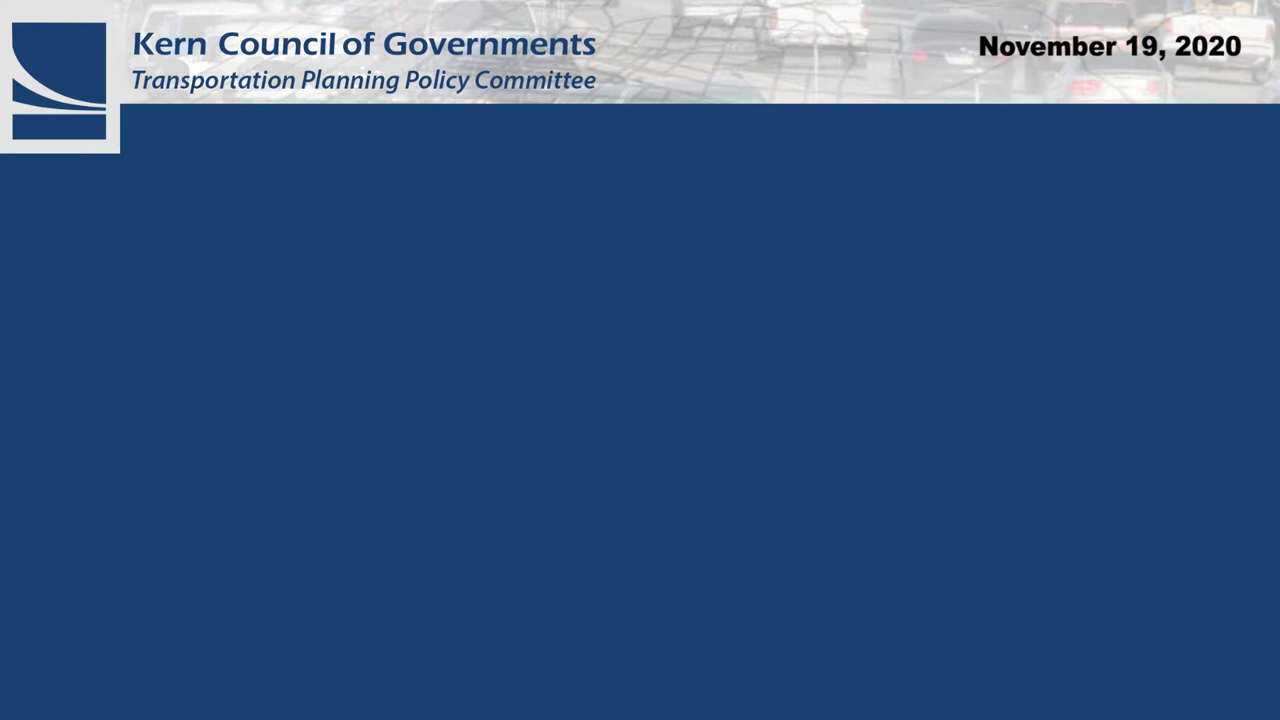 Kern Council of Governments
Transportation Planning Policy Committee
November 19, 2020